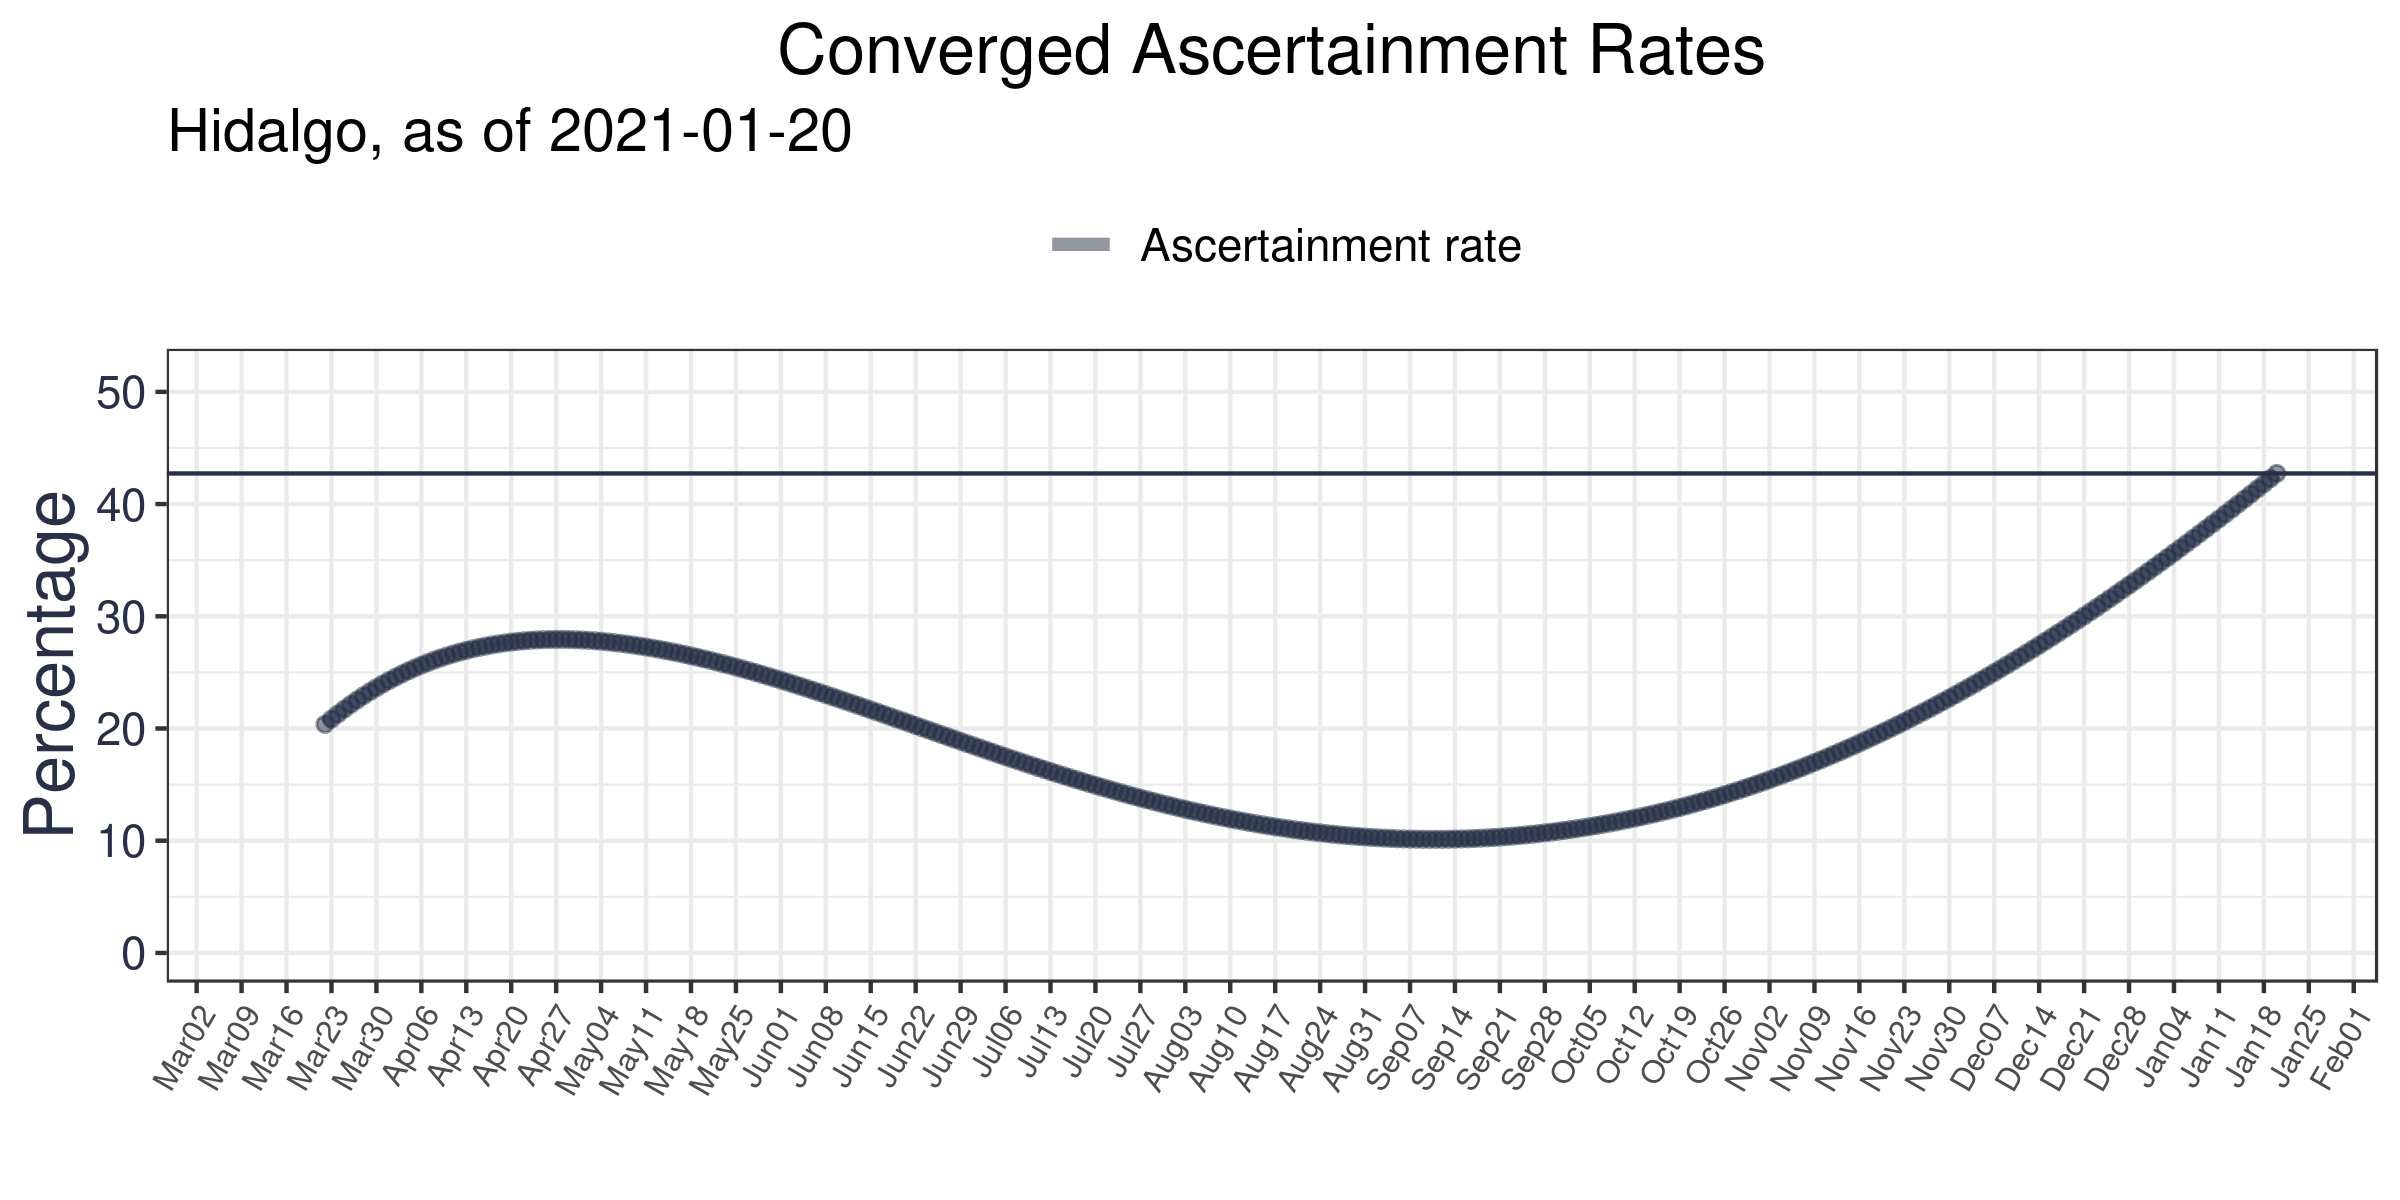 Converged Ascertainment Rates
Hidalgo, as of 2021-01-20
Ascertainment rate
Percentage
50
40
30
20
10
0
Mar02 Mar09 Mar16 Mar23 Mar30 Apr06 Apr13 Apr20 Apr27 May04 May11 May18 May25 Jun01 Jun08 Jun15 Jun22 Jun29 Jul06 Jul13 Jul20 Jul27 Aug03 Aug10 Aug17 Aug24 Aug31 Sep07 Sep14 Sep21 Sep28 Oct05 Oct12 Oct19 Oct26 Nov02 Nov09 Nov16 Nov23 Nov30 Dec07 Dec14 Dec21 Dec28 Jan04 Jan11 Jan18 Jan25 Feb01